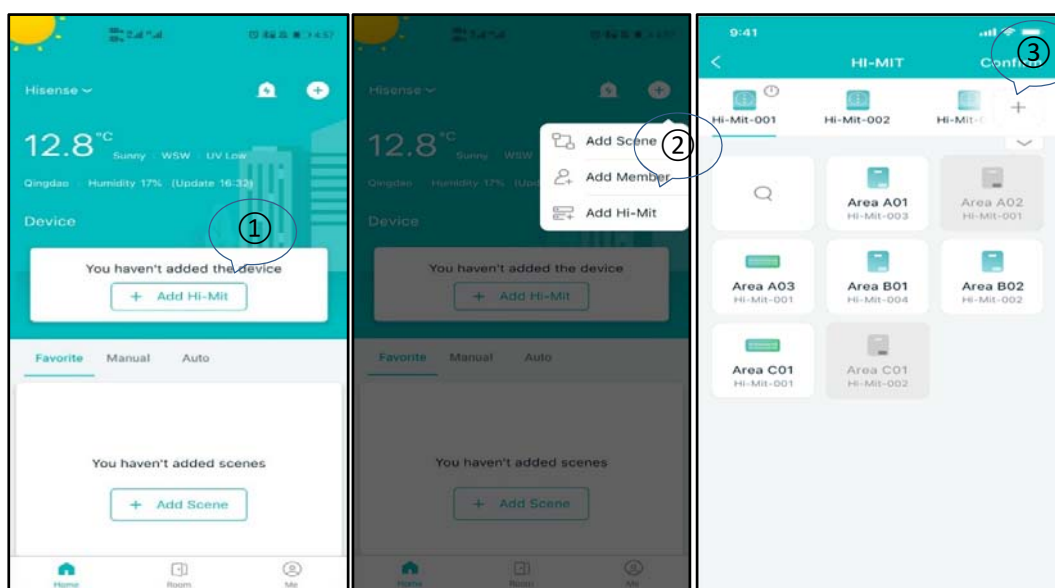 4:57
Hisense
12.8 °C
Sunny WSW UV Low
Qingdao Humidity 17% (Update 16:32)
Device
①
You haven't added the device
+ Add Hi-Mit
Favorite Manual Auto
You haven't added scenes
+ Add Scene
Home Room Me
Hisense
12.8 °C
Sunny WSW
Qingdao Humidity 17%
Device
Add Scene
②
Add Member
Add Hi-Mit
You haven't added the device
+ Add Hi-Mit
Favorite Manual Auto
You haven't added scenes
+ Add Scene
Home Room Me
9:41
③
< HI-MIT Confirm
Hi-Mit-001 Hi-Mit-002 +
Area A01
Hi-Mit-003
Area A02
Hi-Mit-001
Area A03
Hi-Mit-001
Area B01
Hi-Mit-004
Area B02
Hi-Mit-002
Area C01
Hi-Mit-001
Area C01
Hi-Mit-002